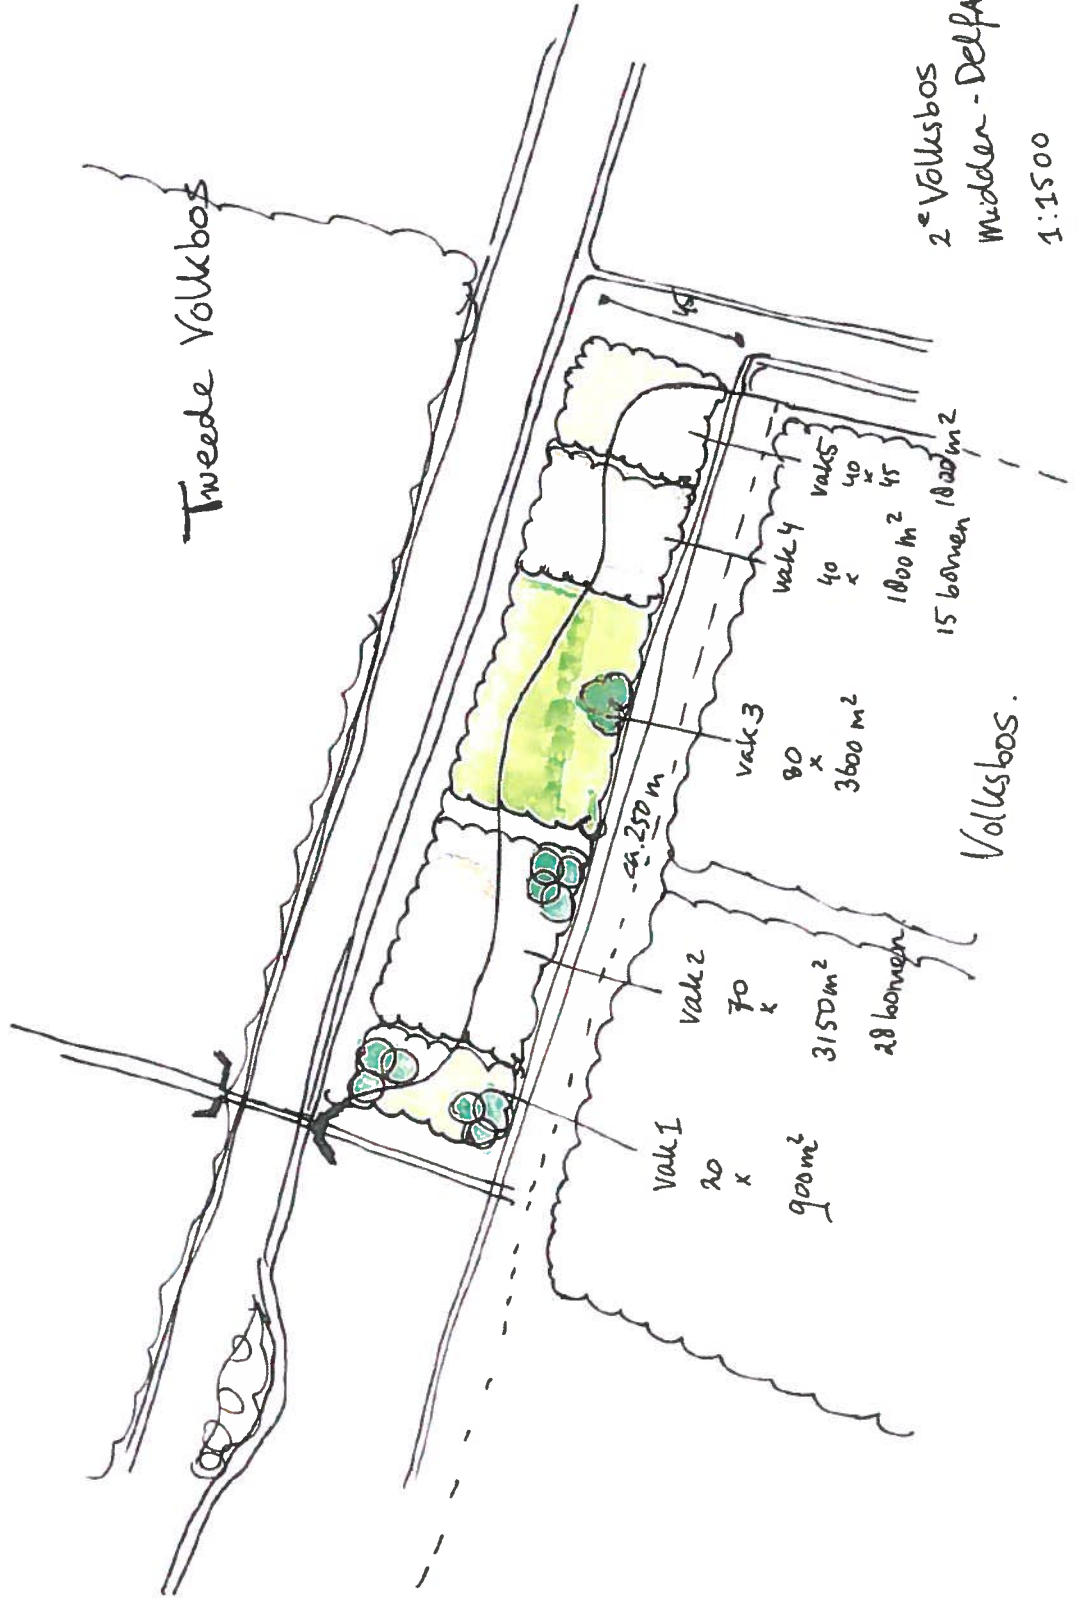 Tweede Volkbos
45
ca. 250 m
vak 1
20
x
900 m²
vak 2
70
x
3150 m²
28 bomen
vak 3
80
x
3600 m²
vak 4
40
x
1800 m²
15 bomen
vak 5
40
x
45
1800 m²
Volksbos.
2e Volksbos
Midden-Delfla
1:1500